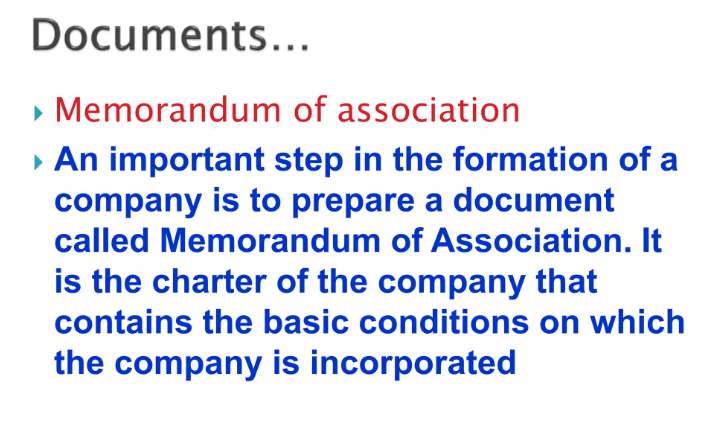 Documents...
Memorandum of association
An important step in the formation of a
company is to prepare a document
called Memorandum of Association. It
is the charter of the company that
contains the basic conditions on which
the company is incorporated